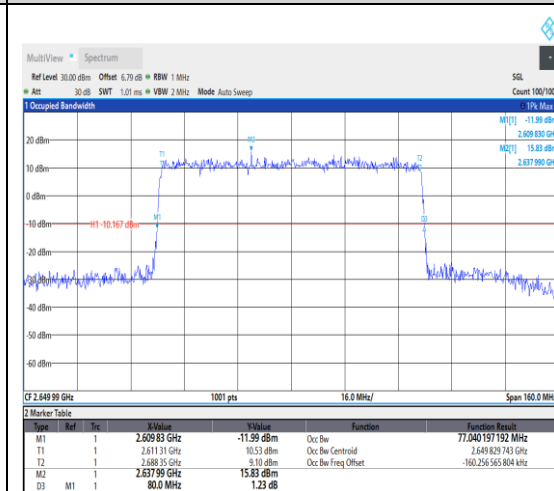 MultiView Spectrum
Ref Level 30.00 dBm Offset 6.79 dB RBW 1 MHz SGL
Att 30 dB SWT 1.01 ms VBW 2 MHz Mode Auto Sweep Count 100/100
1 Occupied Bandwidth 1Pk Max
M1[1] -11.99 dBm
2.609 830 GHz
M2[1] 15.83 dBm
2.637 990 GHz
20 dBm
T1
T2
10 dBm
0 dBm
M1
D3
-10 dBm
H1 -10.167 dBm
-20 dBm
-30 dBm
-40 dBm
-50 dBm
-60 dBm
CF 2.649 99 GHz 1001 pts 16.0 MHz/ Span 160.0 MHz
2 Marker Table
Type Ref Trc X-Value Y-Value Function Function Result
M1 1 2.609 83 GHz -11.99 dBm Occ Bw 77.040 197 192 MHz
T1 1 2.611 31 GHz 10.53 dBm Occ Bw Centroid 2.649 829 743 GHz
T2 1 2.688 35 GHz 9.10 dBm Occ Bw Freq Offset -160.256 565 804 kHz
M2 1 2.637 99 GHz 15.83 dBm
D3 M1 1 80.0 MHz 1.23 dB